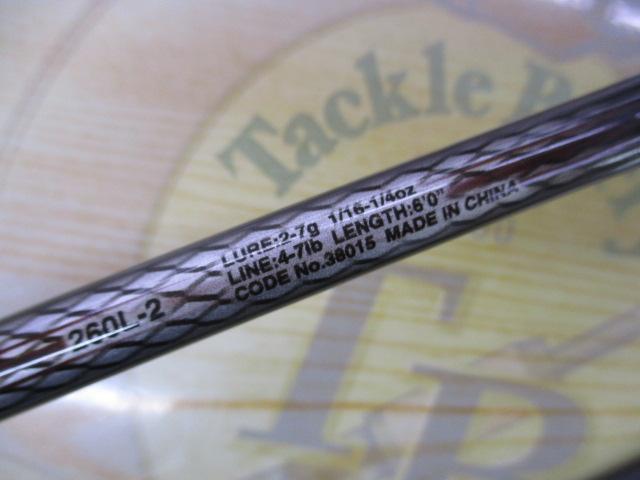 Tackle
260L-2
LURE:2-7g 1/16-1/4oz
LINE:4-7lb LENGTH:6'0"
CODE No.38015 MADE IN CHINA
TB